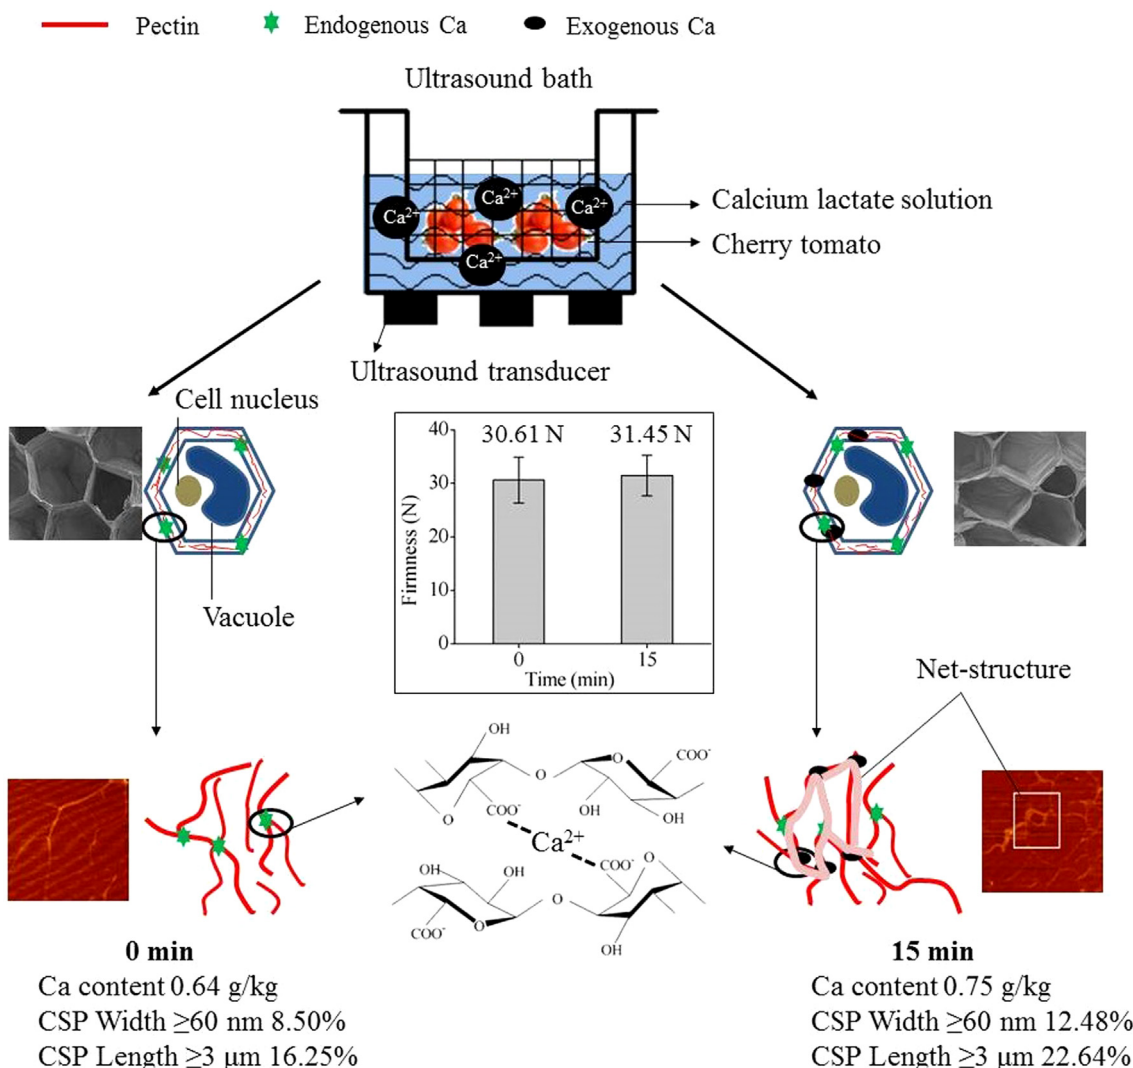 Pectin
Endogenous Ca
Exogenous Ca
Ultrasound bath
Ca²⁺
Ca²⁺
Ca²⁺
Ca²⁺
Calcium lactate solution
Cherry tomato
Ultrasound transducer
Cell nucleus
Vacuole
40
30
20
10
0
Firmness (N)
30.61 N
31.45 N
0
15
Time (min)
Net-structure
OH
O
COO⁻
O
O
COO⁻
OH
OH
Ca²⁺
COO⁻
O
OH
OH
O
COO⁻
O
OH
0 min
Ca content 0.64 g/kg
CSP Width ≥60 nm 8.50%
CSP Length ≥3 μm 16.25%
15 min
Ca content 0.75 g/kg
CSP Width ≥60 nm 12.48%
CSP Length ≥3 μm 22.64%